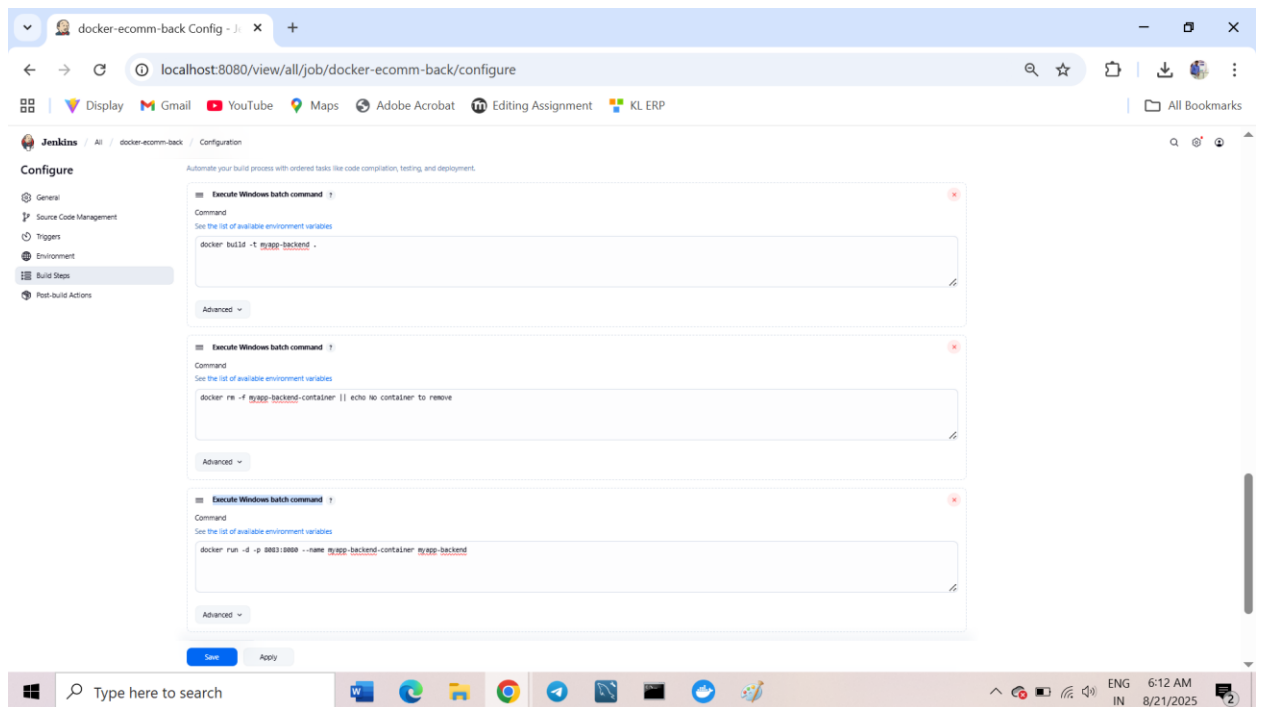 docker-ecomm-back Config - Je
localhost:8080/view/all/job/docker-ecomm-back/configure
Display Gmail YouTube Maps Adobe Acrobat Editing Assignment KL ERP All Bookmarks
Jenkins / All / docker-ecomm-back / Configuration
Configure
Automate your build process with ordered tasks like code compilation, testing, and deployment.
General
Source Code Management
Triggers
Environment
Build Steps
Post-build Actions
Execute Windows batch command ?
Command
See the list of available environment variables
docker build -t myapp-backend .
Advanced
Execute Windows batch command ?
Command
See the list of available environment variables
docker rm -f myapp-backend-container || echo No container to remove
Advanced
Execute Windows batch command ?
Command
See the list of available environment variables
docker run -d -p 8083:8080 --name myapp-backend-container myapp-backend
Advanced
Save Apply
Type here to search
ENG 6:12 AM
IN 8/21/2025 2